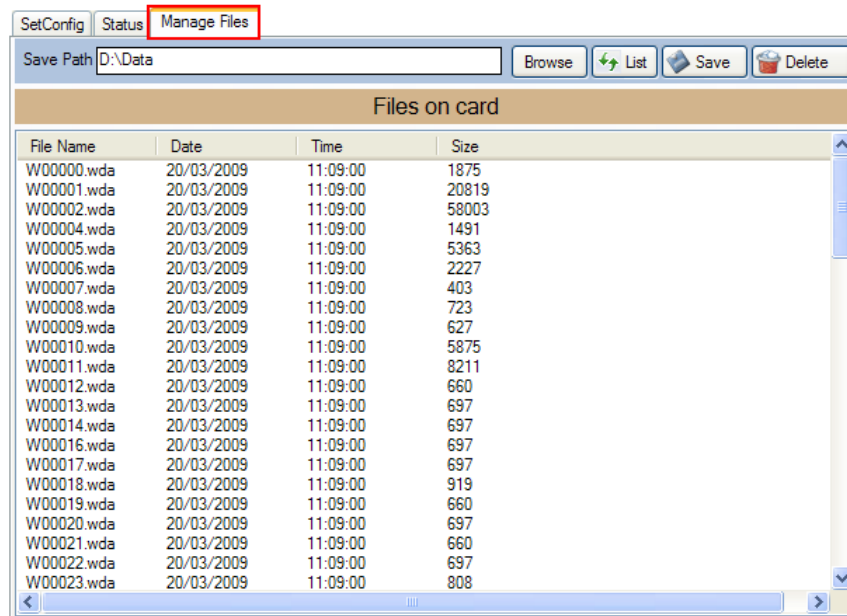 SetConfig Status Manage Files
Save Path D:\Data Browse List Save Delete
Files on card
File Name Date Time Size
W00000.wda 20/03/2009 11:09:00 1875
W00001.wda 20/03/2009 11:09:00 20819
W00002.wda 20/03/2009 11:09:00 58003
W00004.wda 20/03/2009 11:09:00 1491
W00005.wda 20/03/2009 11:09:00 5363
W00006.wda 20/03/2009 11:09:00 2227
W00007.wda 20/03/2009 11:09:00 403
W00008.wda 20/03/2009 11:09:00 723
W00009.wda 20/03/2009 11:09:00 627
W00010.wda 20/03/2009 11:09:00 5875
W00011.wda 20/03/2009 11:09:00 8211
W00012.wda 20/03/2009 11:09:00 660
W00013.wda 20/03/2009 11:09:00 697
W00014.wda 20/03/2009 11:09:00 697
W00016.wda 20/03/2009 11:09:00 697
W00017.wda 20/03/2009 11:09:00 697
W00018.wda 20/03/2009 11:09:00 919
W00019.wda 20/03/2009 11:09:00 660
W00020.wda 20/03/2009 11:09:00 697
W00021.wda 20/03/2009 11:09:00 660
W00022.wda 20/03/2009 11:09:00 697
W00023.wda 20/03/2009 11:09:00 808